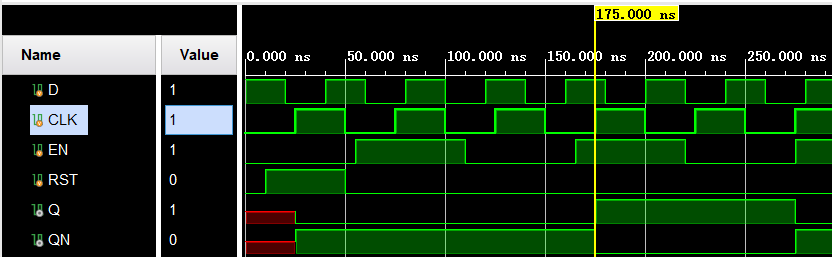 175.000 ns
Name Value
0.000 ns 50.000 ns 100.000 ns 150.000 ns 200.000 ns 250.000 ns
D 1
CLK 1
EN 1
RST 0
Q 1
QN 0